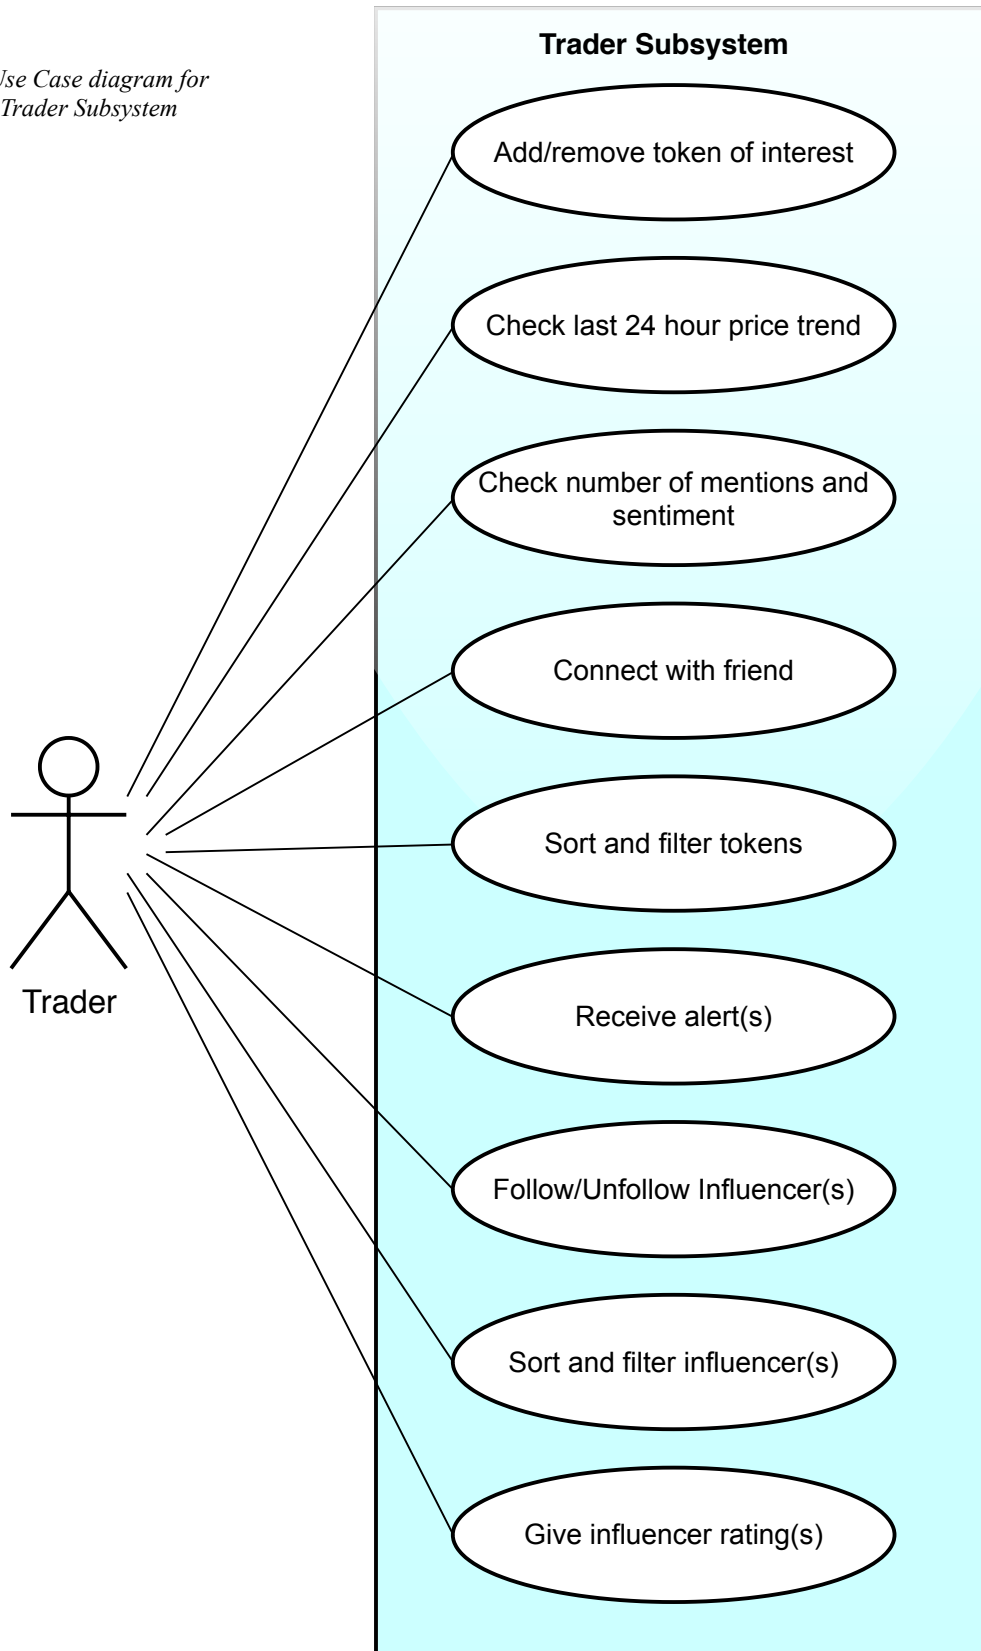 Use Case diagram for
Trader Subsystem
Trader Subsystem
Add/remove token of interest
Check last 24 hour price trend
Check number of mentions and
sentiment
Connect with friend
Sort and filter tokens
Receive alert(s)
Trader
Follow/Unfollow Influencer(s)
Sort and filter influencer(s)
Give influencer rating(s)